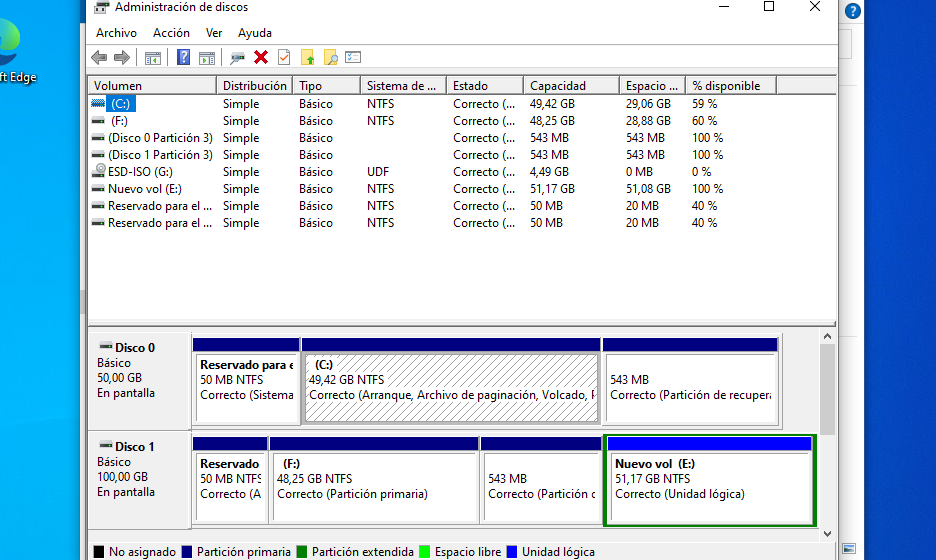 Administración de discos
Archivo Acción Ver Ayuda
ft Edge
Volumen Distribución Tipo Sistema de ... Estado Capacidad Espacio ... % disponible
(C:) Simple Básico NTFS Correcto (... 49,42 GB 29,06 GB 59 %
(F:) Simple Básico NTFS Correcto (... 48,25 GB 28,88 GB 60 %
(Disco 0 Partición 3) Simple Básico Correcto (... 543 MB 543 MB 100 %
(Disco 1 Partición 3) Simple Básico Correcto (... 543 MB 543 MB 100 %
ESD-ISO (G:) Simple Básico UDF Correcto (... 4,49 GB 0 MB 0 %
Nuevo vol (E:) Simple Básico NTFS Correcto (... 51,17 GB 51,08 GB 100 %
Reservado para el ... Simple Básico NTFS Correcto (... 50 MB 20 MB 40 %
Reservado para el ... Simple Básico NTFS Correcto (... 50 MB 20 MB 40 %
Disco 0
Básico
50,00 GB
En pantalla
Reservado para e
50 MB NTFS
Correcto (Sistema
(C:)
49,42 GB NTFS
Correcto (Arranque, Archivo de paginación, Volcado, P
543 MB
Correcto (Partición de recupera
Disco 1
Básico
100,00 GB
En pantalla
Reservado
50 MB NTFS
Correcto (A
(F:)
48,25 GB NTFS
Correcto (Partición primaria)
543 MB
Correcto (Partición d
Nuevo vol (E:)
51,17 GB NTFS
Correcto (Unidad lógica)
No asignado Partición primaria Partición extendida Espacio libre Unidad lógica